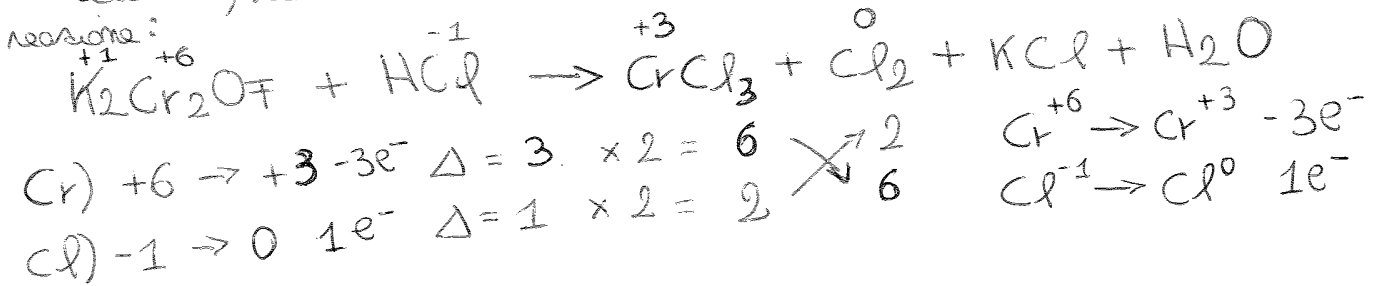 reazione:
+1 +6 -1 +3 0
K2Cr2O7 + HCl → CrCl3 + Cl2 + KCl + H2O
Cr) +6 → +3 -3e⁻ Δ = 3. × 2 = 6 2 Cr⁺⁶ → Cr⁺³ -3e⁻
Cl) -1 → 0 1e⁻ Δ = 1 × 2 = 2 6 Cl⁻¹ → Cl⁰ 1e⁻